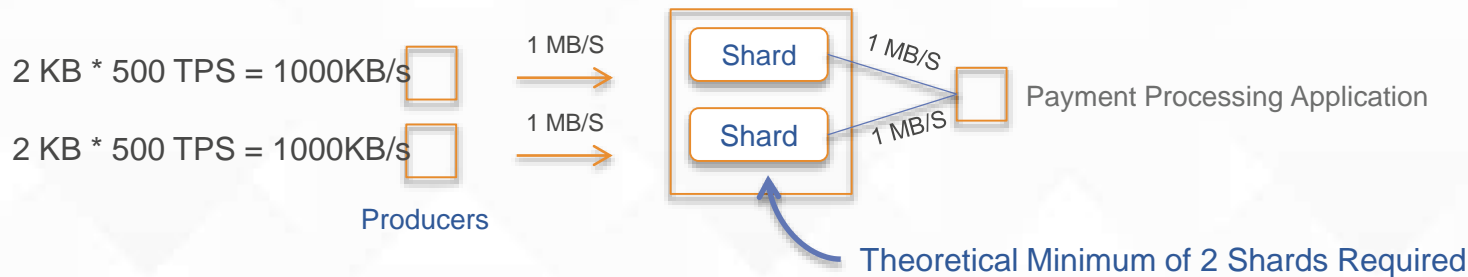 2 KB * 500 TPS = 1000KB/s
2 KB * 500 TPS = 1000KB/s
Producers
1 MB/S
1 MB/S
Shard
Shard
1 MB/S
1 MB/S
Payment Processing Application
Theoretical Minimum of 2 Shards Required